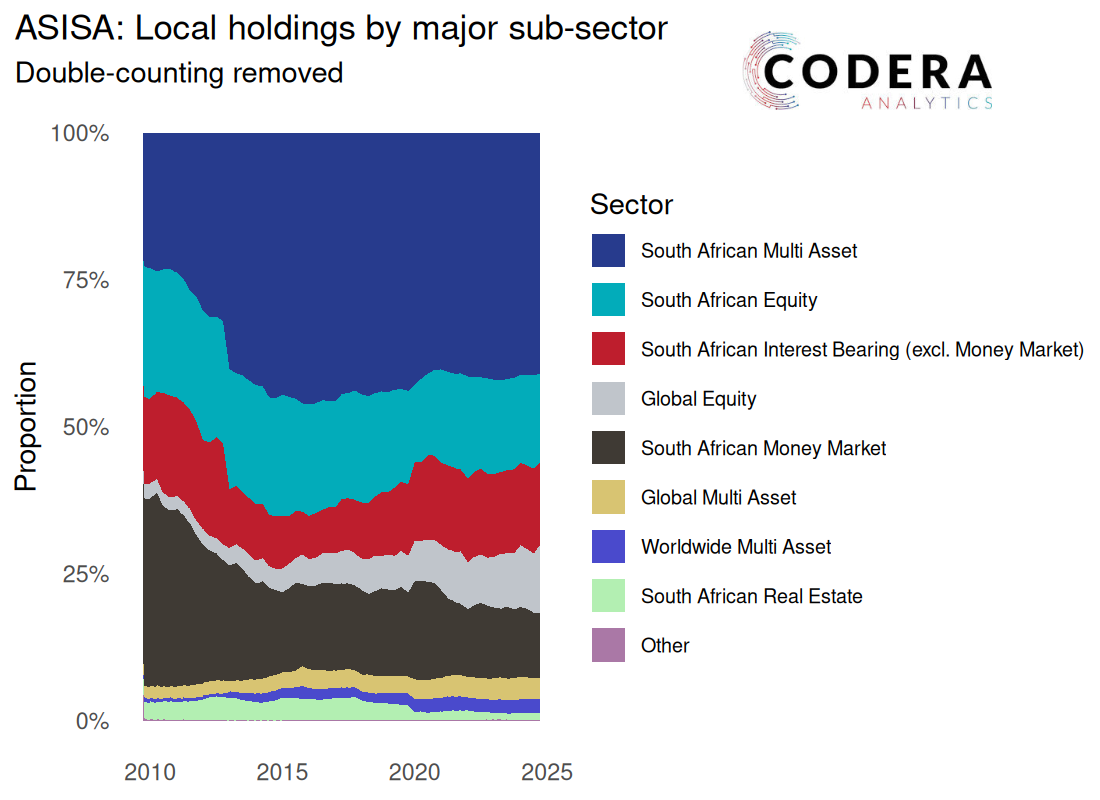 ASISA: Local holdings by major sub-sector
Double-counting removed
CODERA
ANALYTICS
100%
75%
50%
25%
0%
Proportion
2010
2015
2020
2025
Sector
South African Multi Asset
South African Equity
South African Interest Bearing (excl. Money Market)
Global Equity
South African Money Market
Global Multi Asset
Worldwide Multi Asset
South African Real Estate
Other